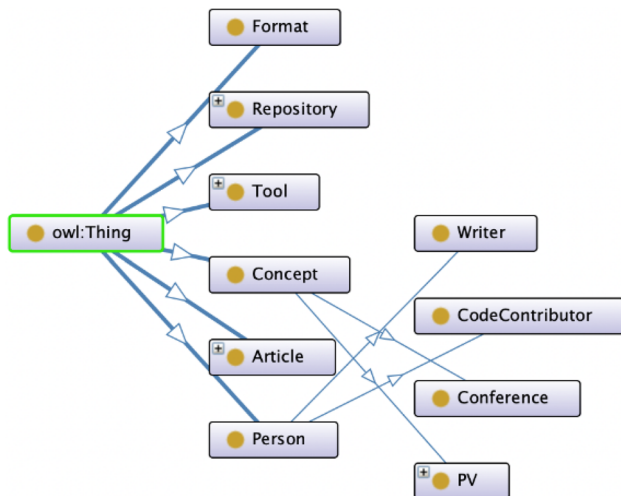 Format
Repository
Tool
owl:Thing
Writer
Concept
CodeContributor
Article
Conference
Person
PV